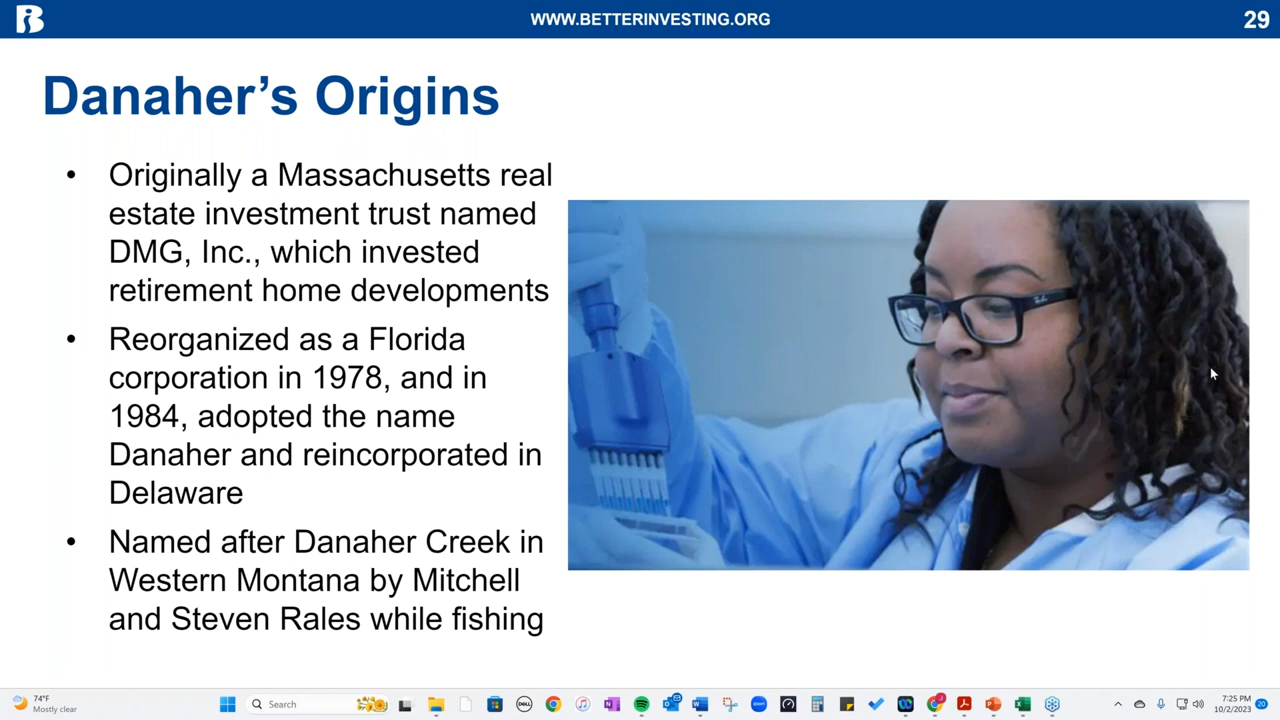 WWW.BETTERINVESTING.ORG
29
Danaher’s Origins
• Originally a Massachusetts real
estate investment trust named
DMG, Inc., which invested
retirement home developments
• Reorganized as a Florida
corporation in 1978, and in
1984, adopted the name
Danaher and reincorporated in
Delaware
• Named after Danaher Creek in
Western Montana by Mitchell
and Steven Rales while fishing
74°F
Mostly clear
Search
7:25 PM
10/2/2023
20